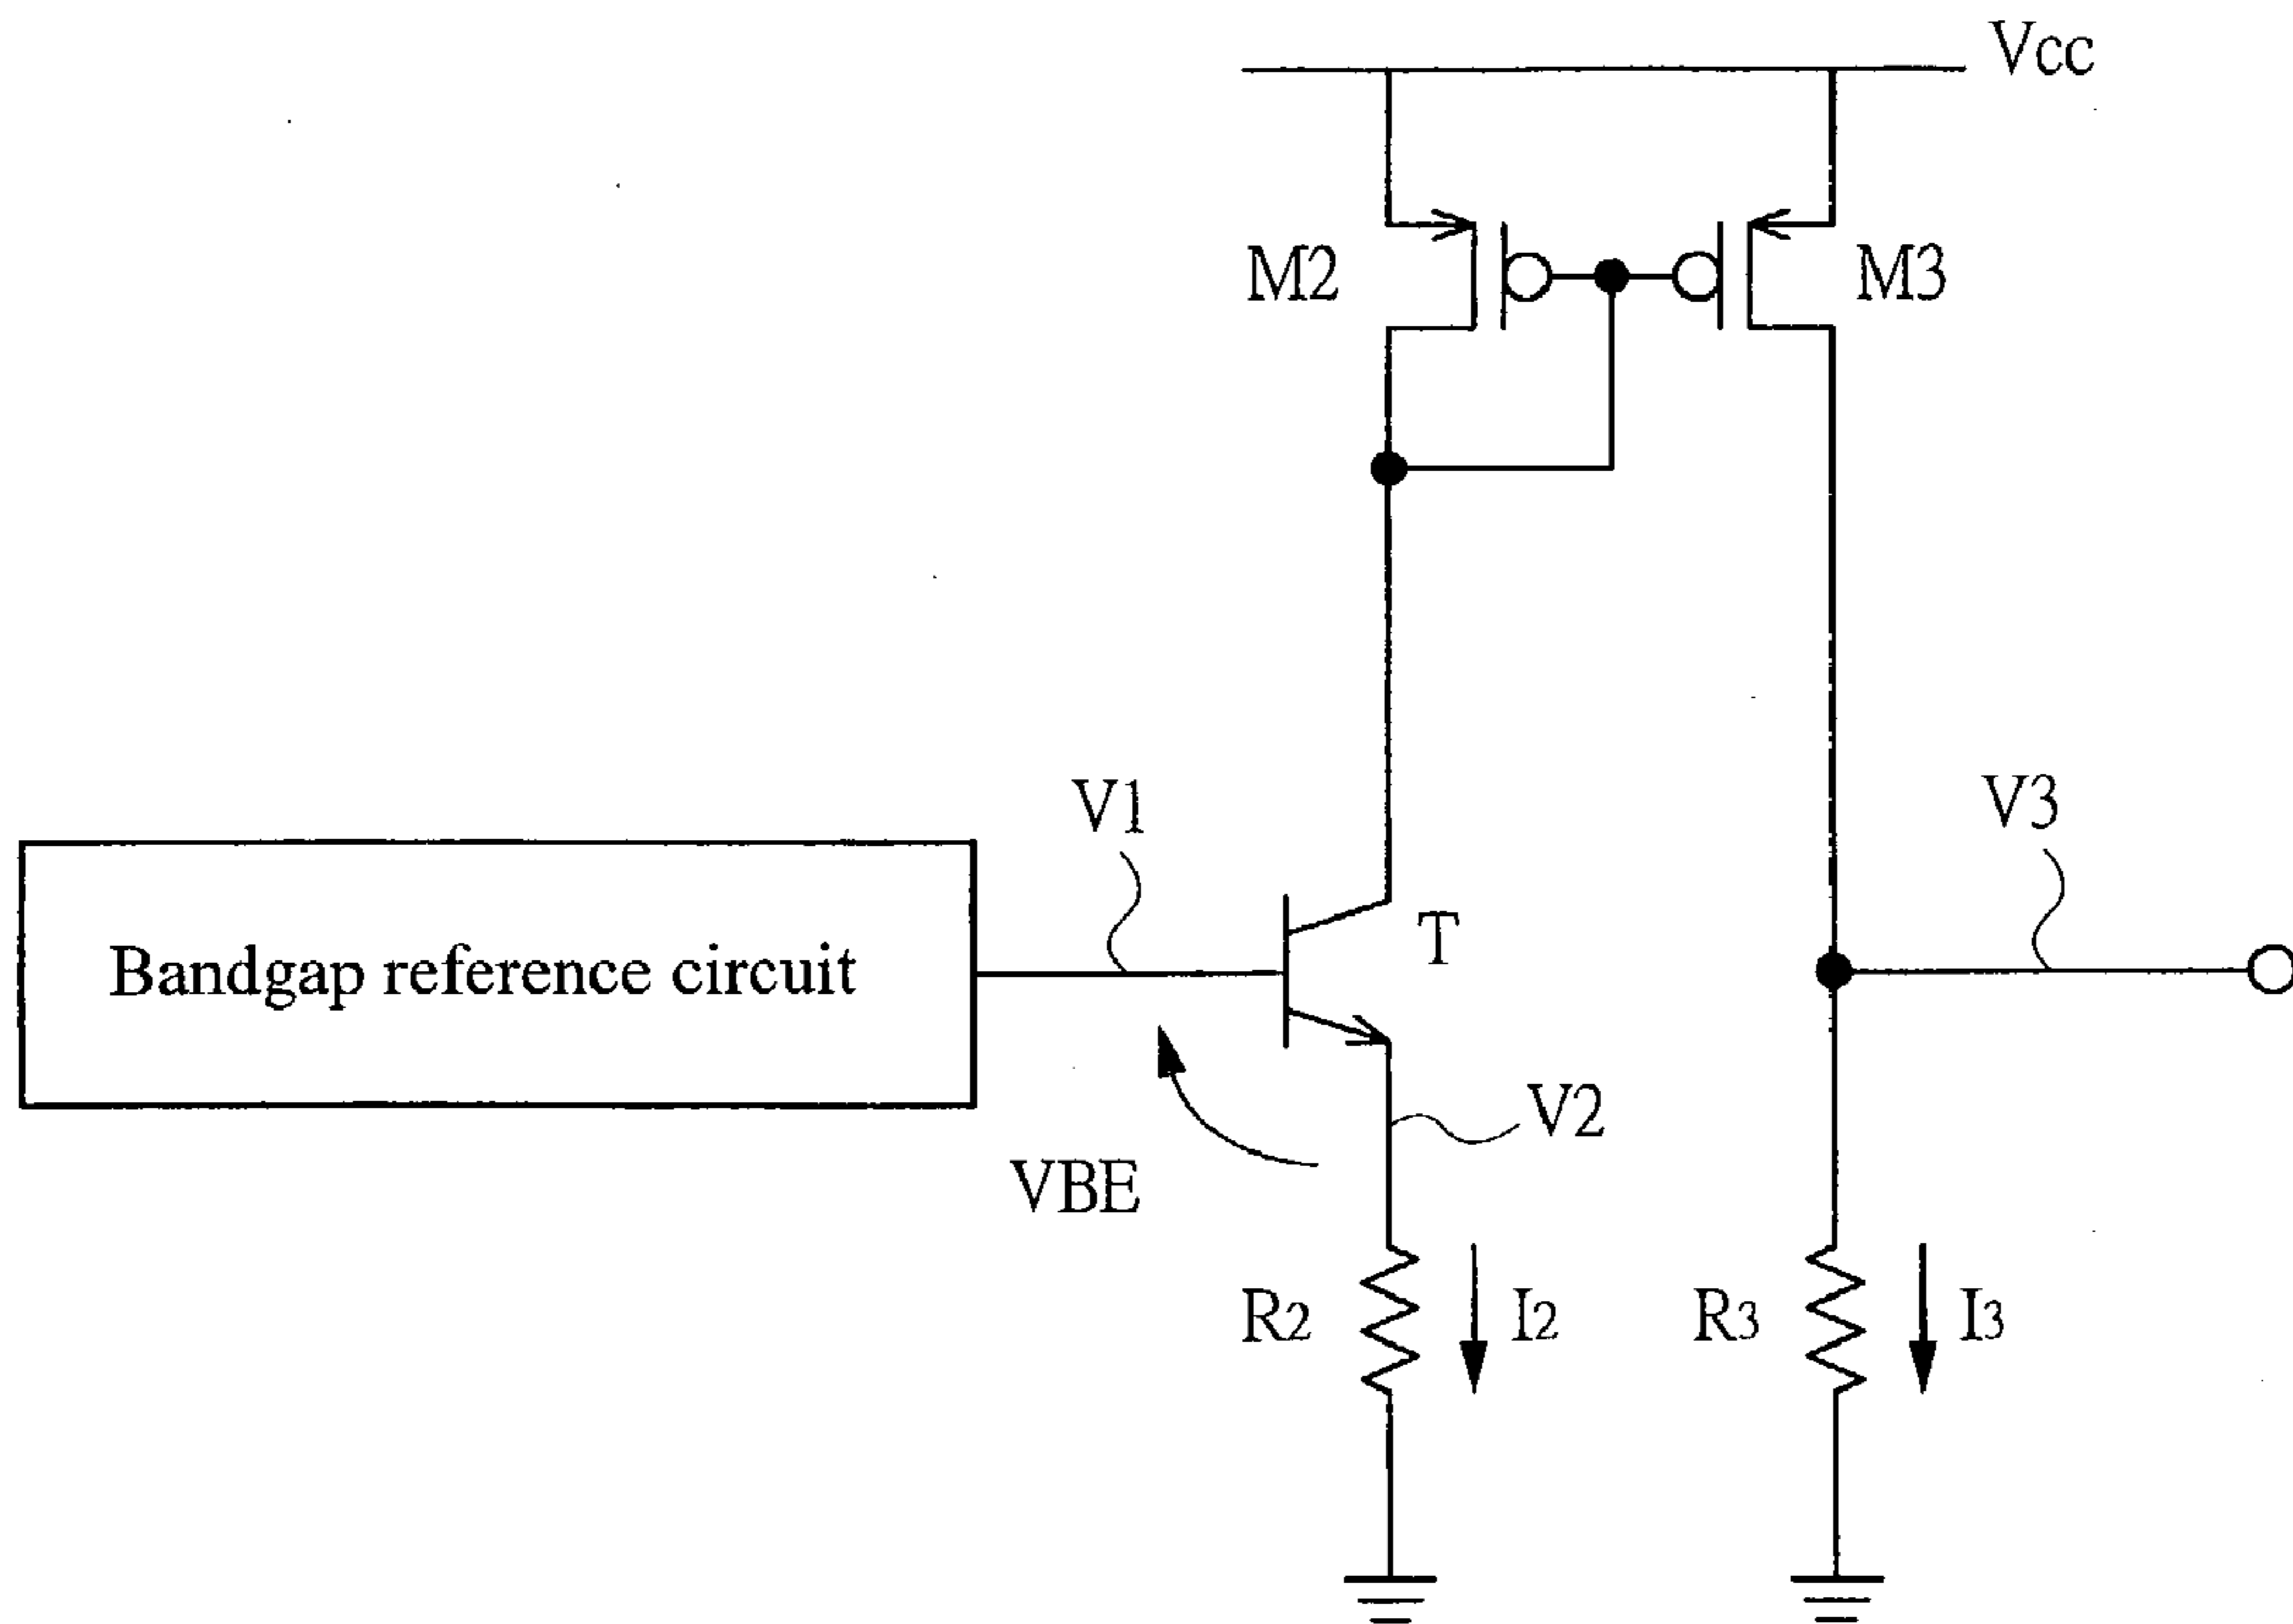 Vcc
M2
M3
V1
V3
T
Bandgap reference circuit
V2
VBE
R2
I2
R3
I3